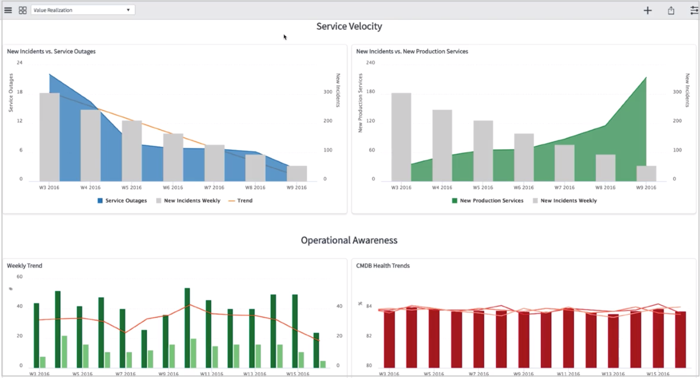 Value Realization
Service Velocity
New Incidents vs. Service Outages
24
18
12
6
0
Service Outages
300
200
100
0
New Incidents
W3 2016 W4 2016 W5 2016 W6 2016 W7 2016 W8 2016 W9 2016
Service Outages New Incidents Weekly Trend
New Incidents vs. New Production Services
240
180
120
60
0
New Production Services
300
200
100
0
New Incidents
W3 2016 W4 2016 W5 2016 W6 2016 W7 2016 W8 2016 W9 2016
New Production Services New Incidents Weekly
Operational Awareness
Weekly Trend
60
40
20
0
#
40
20
0
W3 2016 W5 2016 W7 2016 W9 2016 W11 2016 W13 2016 W15 2016
CMDB Health Trends
84
82
80
%
W3 2016 W5 2016 W7 2016 W9 2016 W11 2016 W13 2016 W15 2016